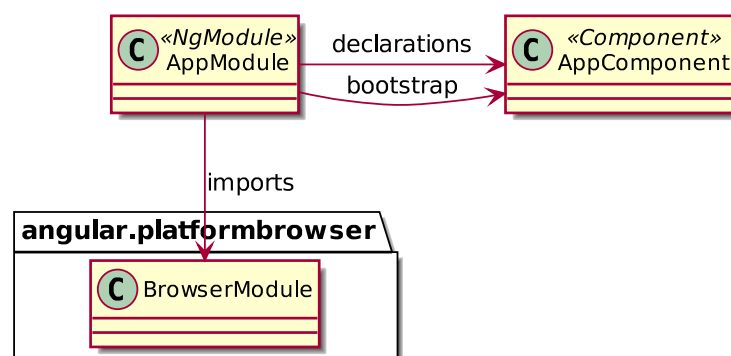 C «NgModule»
AppModule
declarations
C «Component»
AppComponent
bootstrap
imports
angular.platformbrowser
C BrowserModule